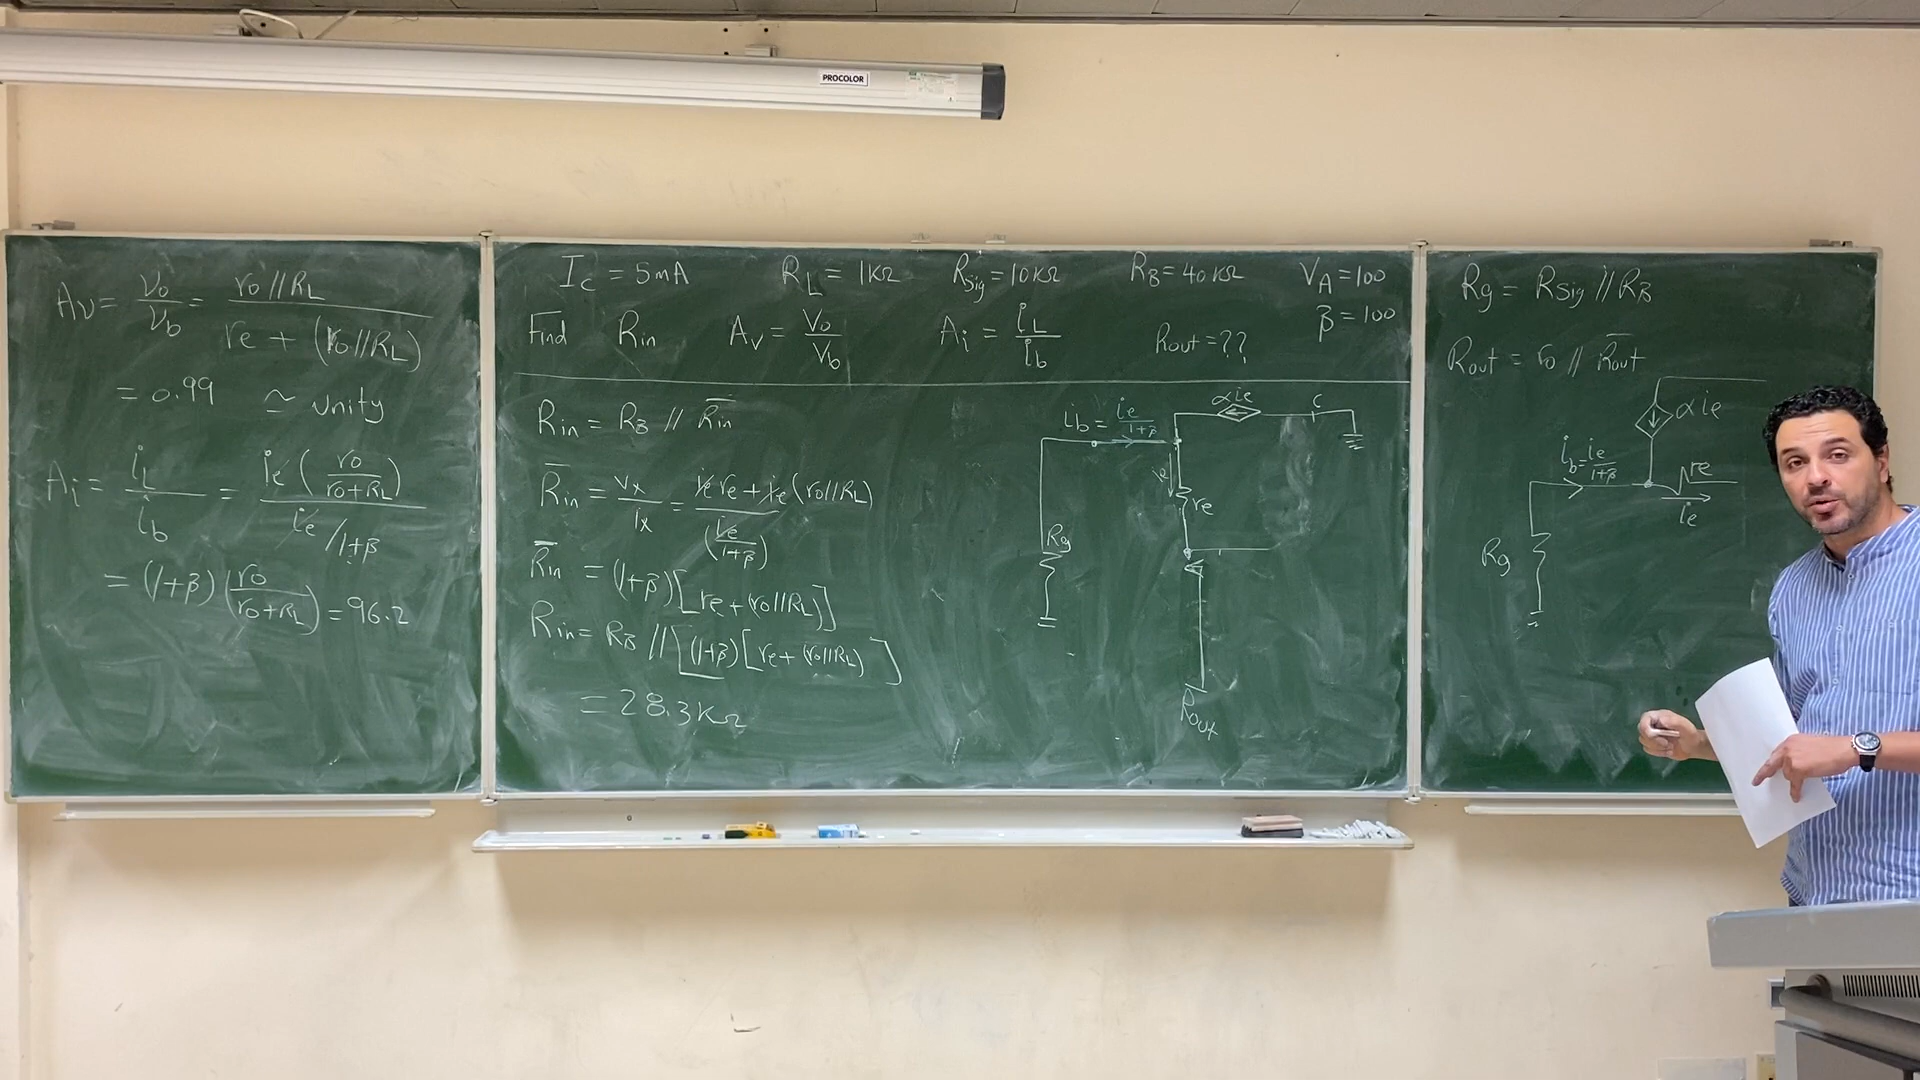 PROCOLOR
Av = Vo / Vb = ro//RL / re + (ro//RL)
= 0.99 ≃ unity
Ai = iL / ib = ie (ro / ro+RL) / ie /1+β
= (1+β) (ro / ro+RL) = 96.2
Ic = 5mA RL = 1KΩ Rsig = 10KΩ RB = 40KΩ VA = 100
β = 100
Find Rin Av = Vo / Vb Ai = iL / ib Rout = ??
Rin = RB // R̅in
R̅in = Vx / ix = ie re + ie (ro//RL) / (ie / 1+β)
R̅in = (1+β) [re + (ro//RL)]
Rin = RB // [(1+β) [re + (ro//RL)]]
= 28.3KΩ
αie
C
ib = ie / 1+β
ie
re
Rg
R̅out
Rg = Rsig // RB
Rout = ro // R̅out
αie
ib = ie / 1+β
re
ie
Rg